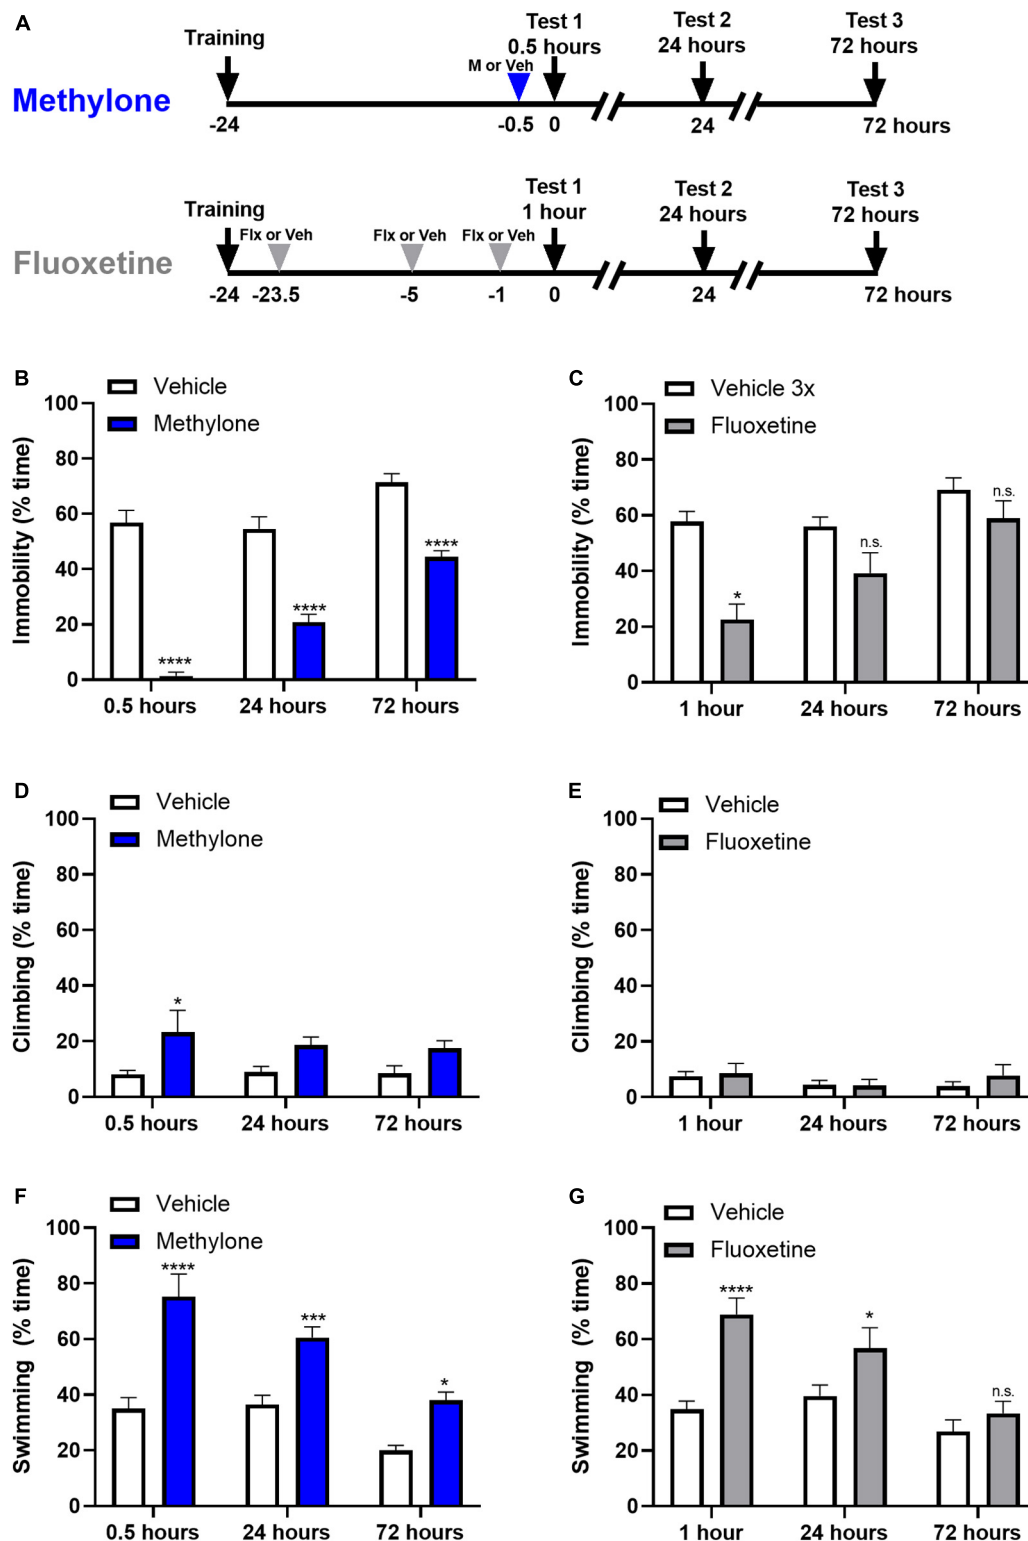 A
Training
Test 1
0.5 hours
Test 2
24 hours
Test 3
72 hours
M or Veh
Methylone
-24
-0.5
0
24
72 hours
Training
Test 1
1 hour
Test 2
24 hours
Test 3
72 hours
Flx or Veh
Flx or Veh
Flx or Veh
Fluoxetine
-24
-23.5
-5
-1
0
24
72 hours
B
Vehicle
Methylone
Immobility (% time)
100
80
60
40
20
0
****
****
****
0.5 hours
24 hours
72 hours
C
Vehicle 3x
Fluoxetine
Immobility (% time)
100
80
60
40
20
0
*
n.s.
n.s.
1 hour
24 hours
72 hours
D
Vehicle
Methylone
Climbing (% time)
100
80
60
40
20
0
*
0.5 hours
24 hours
72 hours
E
Vehicle
Fluoxetine
Climbing (% time)
100
80
60
40
20
0
1 hour
24 hours
72 hours
F
Vehicle
Methylone
Swimming (% time)
100
80
60
40
20
0
****
***
*
0.5 hours
24 hours
72 hours
G
Vehicle
Fluoxetine
Swimming (% time)
100
80
60
40
20
0
****
*
n.s.
1 hour
24 hours
72 hours